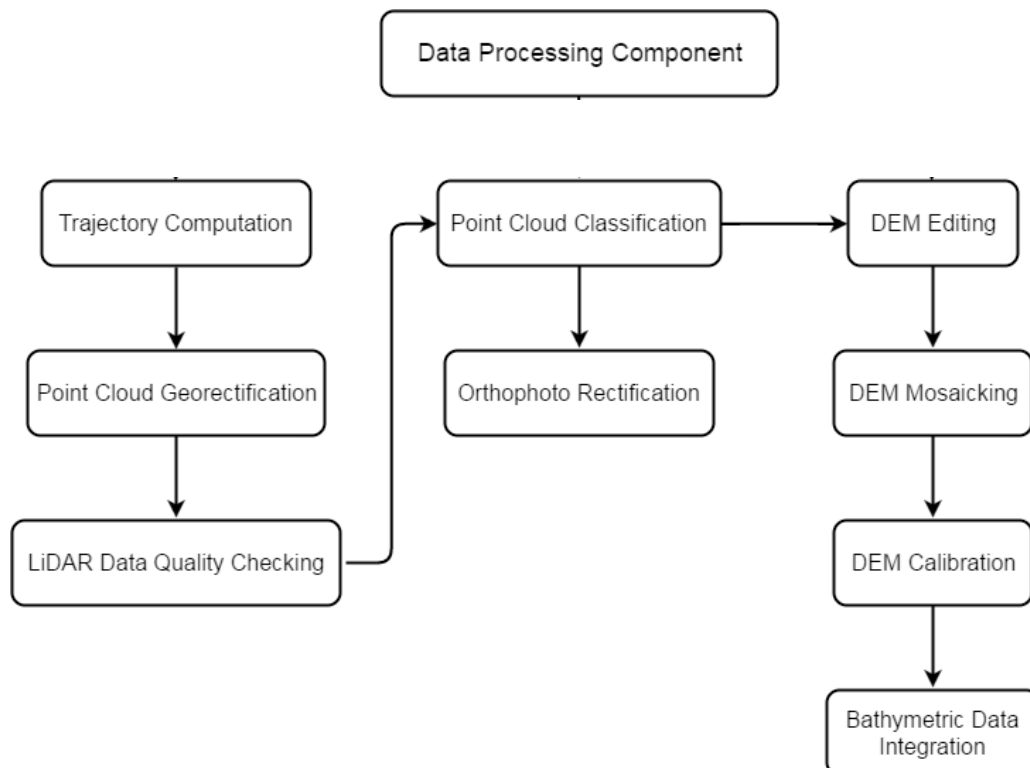 Data Processing Component
Trajectory Computation
Point Cloud Classification
DEM Editing
Point Cloud Georectification
Orthophoto Rectification
DEM Mosaicking
LiDAR Data Quality Checking
DEM Calibration
Bathymetric Data
Integration